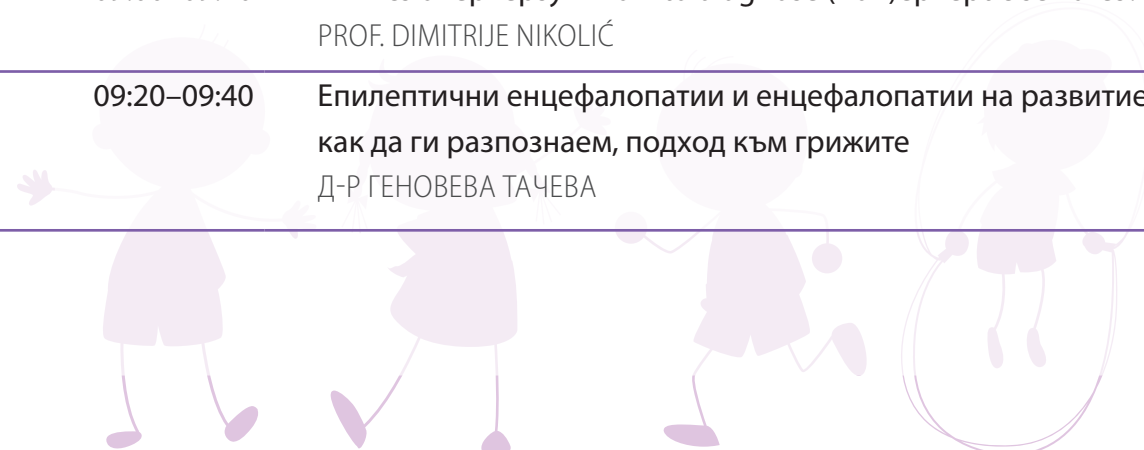 PROF. DIMITRIJE NIKOLIĆ
09:20–09:40 Епилептични енцефалопатии и енцефалопатии на развитие
как да ги разпознаем, подход към грижите
Д-Р ГЕНОВЕВА ТАЧЕВА